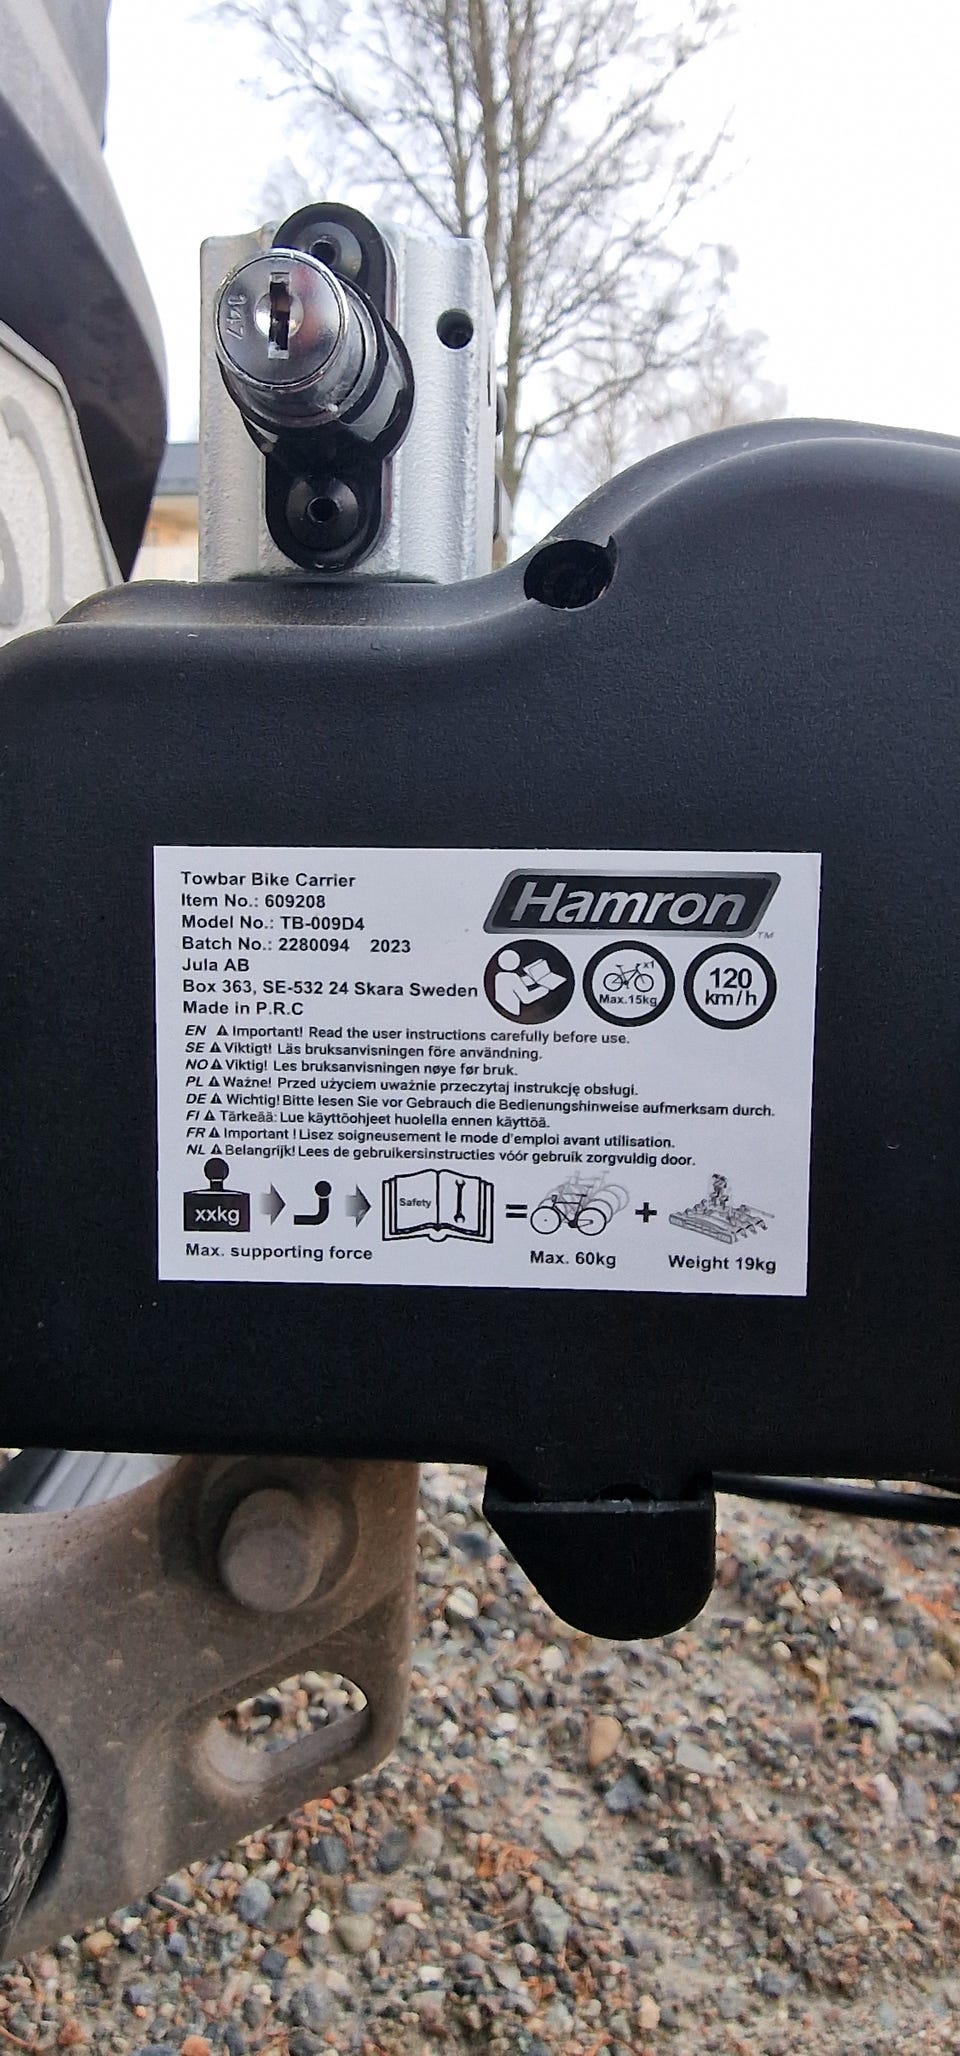 347
Towbar Bike Carrier
Item No.: 609208
Model No.: TB-009D4
Batch No.: 2280094 2023
Jula AB
Box 363, SE-532 24 Skara Sweden
Made in P.R.C
Hamron™
x1
Max.15kg
120
km/h
EN ⚠ Important! Read the user instructions carefully before use.
SE ⚠ Viktigt! Läs bruksanvisningen före användning.
NO ⚠ Viktig! Les bruksanvisningen nøye før bruk.
PL ⚠ Ważne! Przed użyciem uważnie przeczytaj instrukcję obsługi.
DE ⚠ Wichtig! Bitte lesen Sie vor Gebrauch die Bedienungshinweise aufmerksam durch.
FI ⚠ Tärkeää: Lue käyttöohjeet huolella ennen käyttöä.
FR ⚠ Important ! Lisez soigneusement le mode d'emploi avant utilisation.
NL ⚠ Belangrijk! Lees de gebruikersinstructies vóór gebruik zorgvuldig door.
xxkg Safety = +
Max. supporting force Max. 60kg Weight 19kg